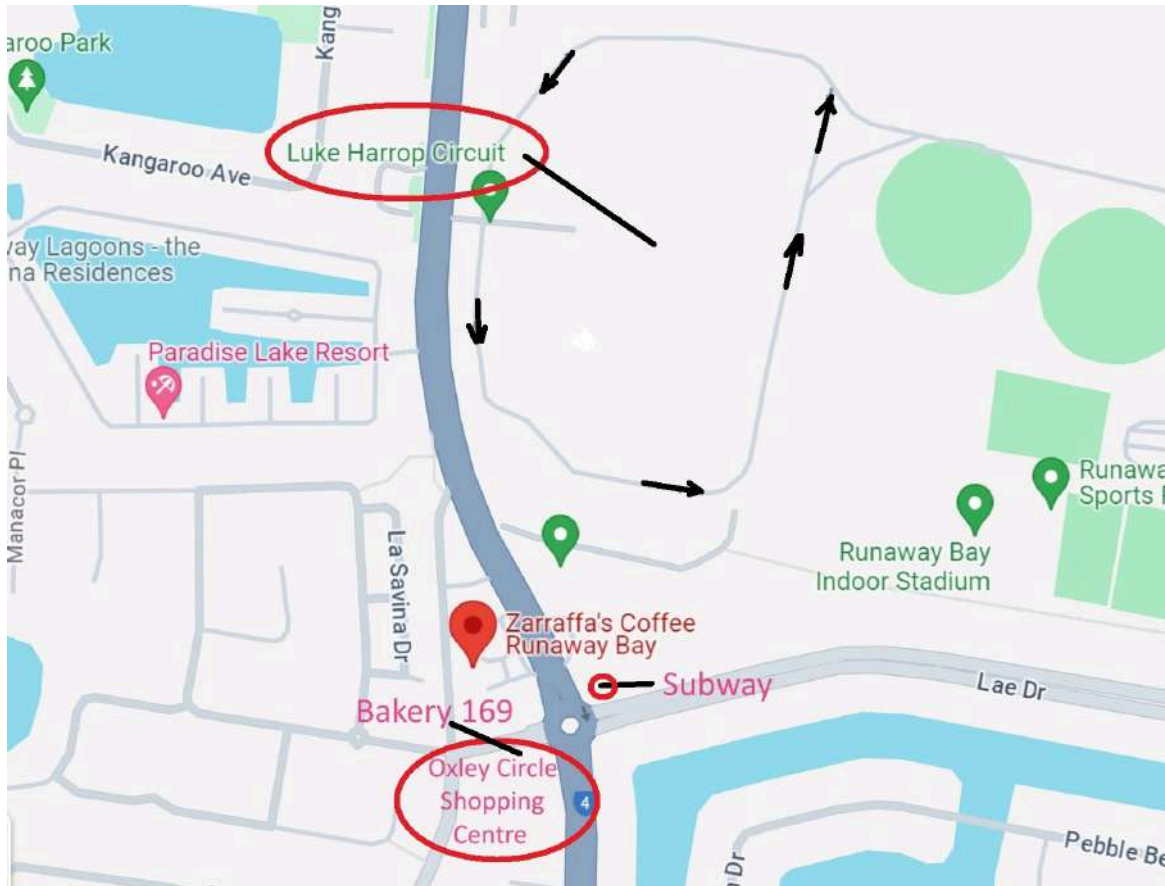 aroo Park
Kang
Kangaroo Ave
Luke Harrop Circuit
way Lagoons - the
na Residences
Paradise Lake Resort
Manacor Pl
La Savina Dr
Runawa
Sports
Runaway Bay
Indoor Stadium
Zarraffa's Coffee
Runaway Bay
Subway
Lae Dr
Bakery 169
Oxley Circle
Shopping
Centre
4
Pebble Be
Dr